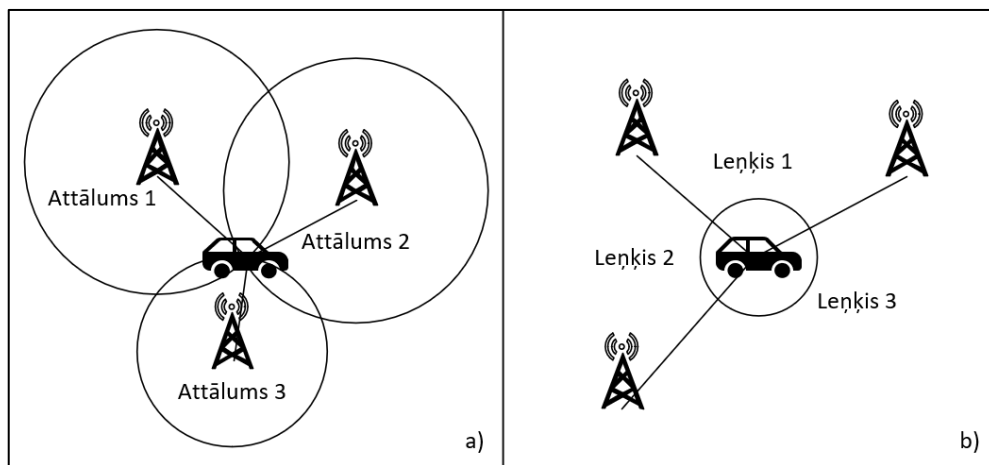 Attālums 1
Attālums 2
Attālums 3
a)
Leņķis 1
Leņķis 2
Leņķis 3
b)